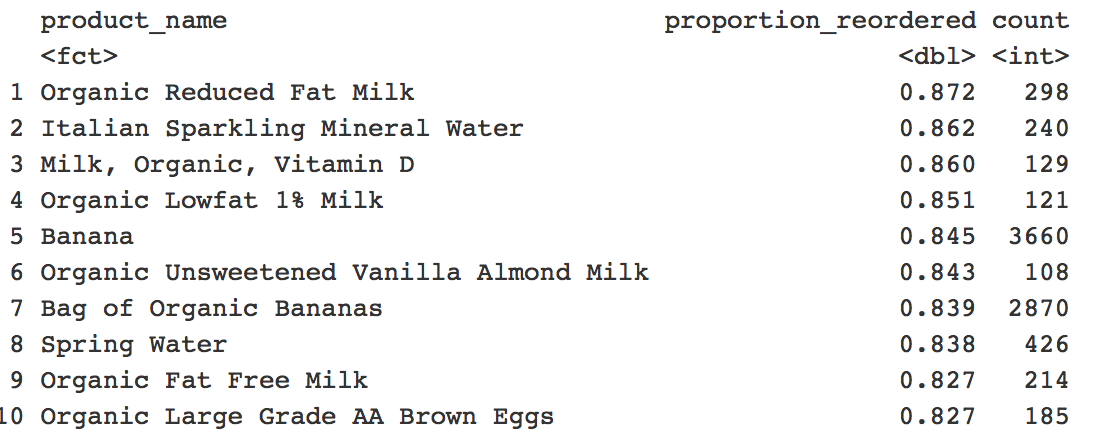 product_name proportion_reordered count
<fct> <dbl> <int>
1 Organic Reduced Fat Milk 0.872 298
2 Italian Sparkling Mineral Water 0.862 240
3 Milk, Organic, Vitamin D 0.860 129
4 Organic Lowfat 1% Milk 0.851 121
5 Banana 0.845 3660
6 Organic Unsweetened Vanilla Almond Milk 0.843 108
7 Bag of Organic Bananas 0.839 2870
8 Spring Water 0.838 426
9 Organic Fat Free Milk 0.827 214
10 Organic Large Grade AA Brown Eggs 0.827 185